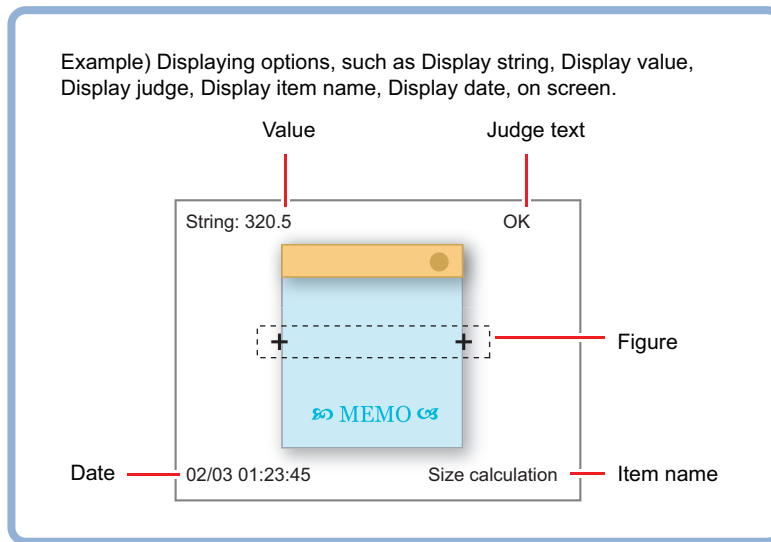 Example) Displaying options, such as Display string, Display value,
Display judge, Display item name, Display date, on screen.
Value
Judge text
String: 320.5
OK
Figure
MEMO
Date
02/03 01:23:45
Size calculation
Item name